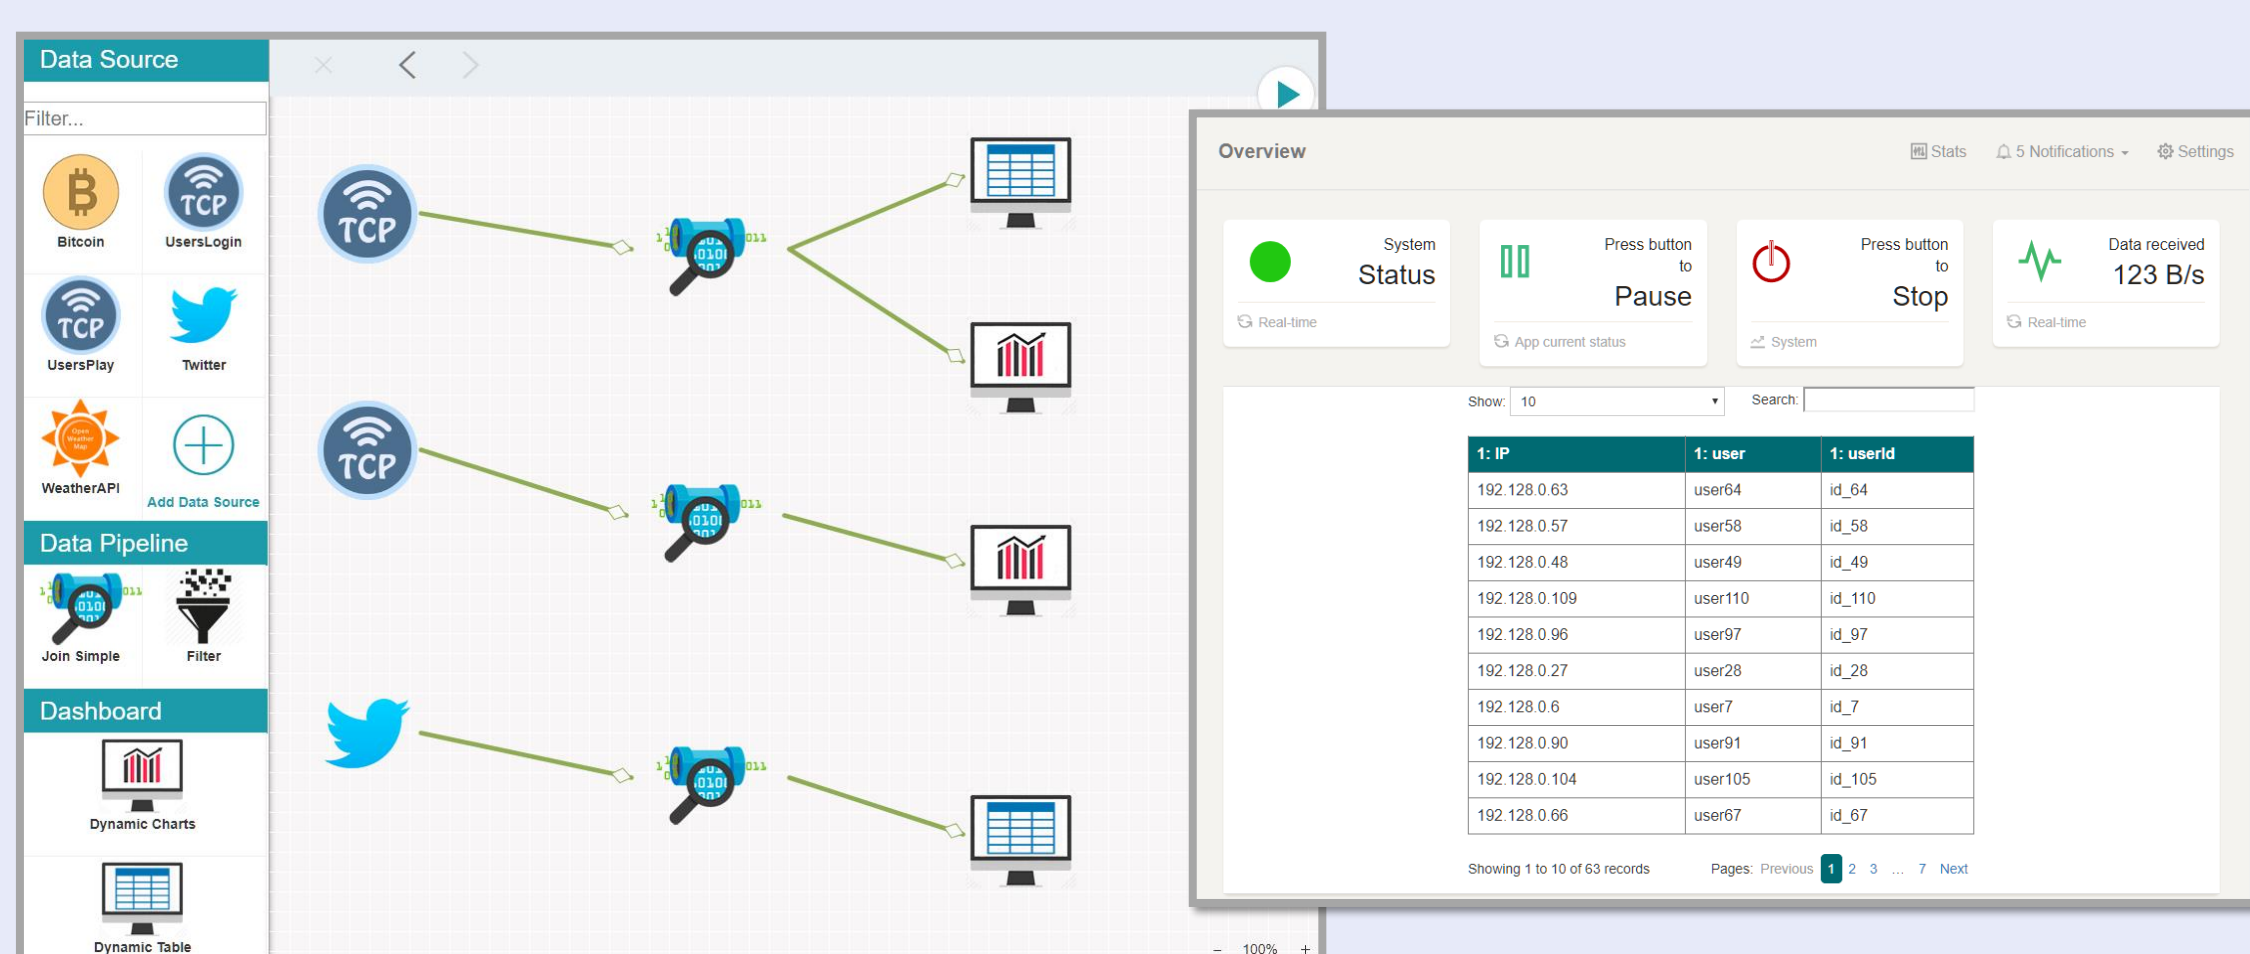 Data Source
Filter...
Bitcoin
TCP
UsersLogin
TCP
UsersPlay
Twitter
Open
Weather
Map
WeatherAPI
Add Data Source
Data Pipeline
Join Simple
Filter
Dashboard
Dynamic Charts
Dynamic Table
TCP
TCP
100%
Overview
Stats
5 Notifications
Settings
System
Status
Real-time
Press button
to
Pause
App current status
Press button
to
Stop
System
Data received
123 B/s
Real-time
Show: 10 Search:
1: IP 1: user 1: userId
192.128.0.63 user64 id_64
192.128.0.57 user58 id_58
192.128.0.48 user49 id_49
192.128.0.109 user110 id_110
192.128.0.96 user97 id_97
192.128.0.27 user28 id_28
192.128.0.6 user7 id_7
192.128.0.90 user91 id_91
192.128.0.104 user105 id_105
192.128.0.66 user67 id_67
Showing 1 to 10 of 63 records Pages: Previous 1 2 3 ... 7 Next